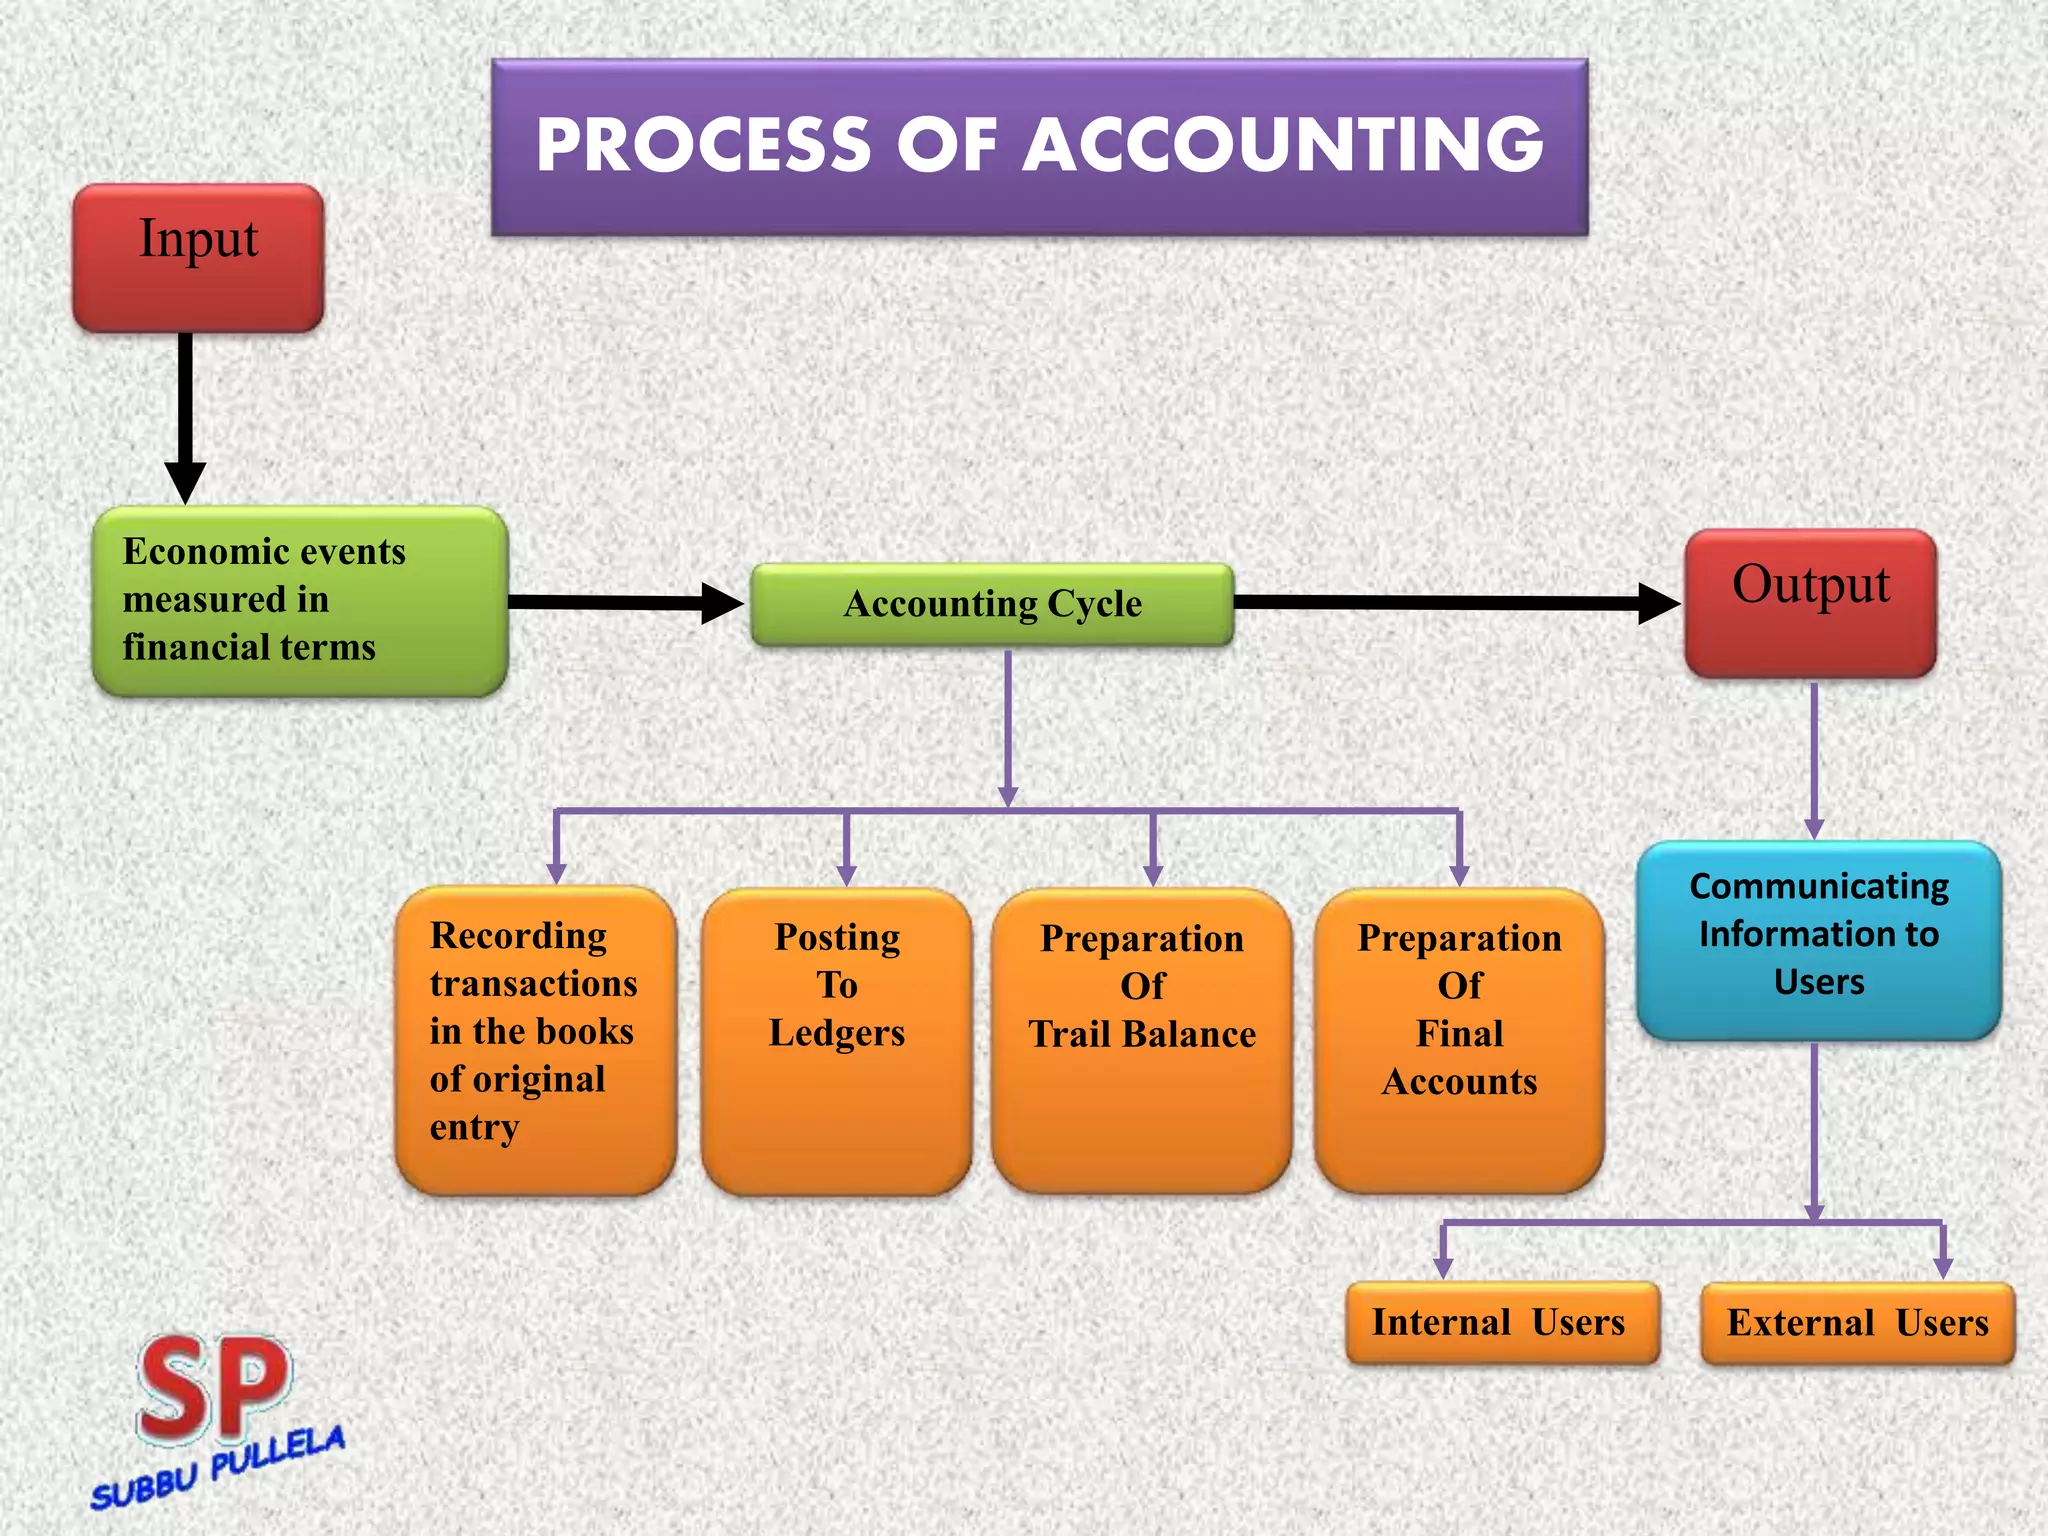 PROCESS OF ACCOUNTING
Input
Economic events
measured in
financial terms
Accounting Cycle
Output
Recording
transactions
in the books
of original
entry
Posting
To
Ledgers
Preparation
Of
Trail Balance
Preparation
Of
Final
Accounts
Communicating
Information to
Users
Internal Users
External Users
SP
SUBBU PULLELA